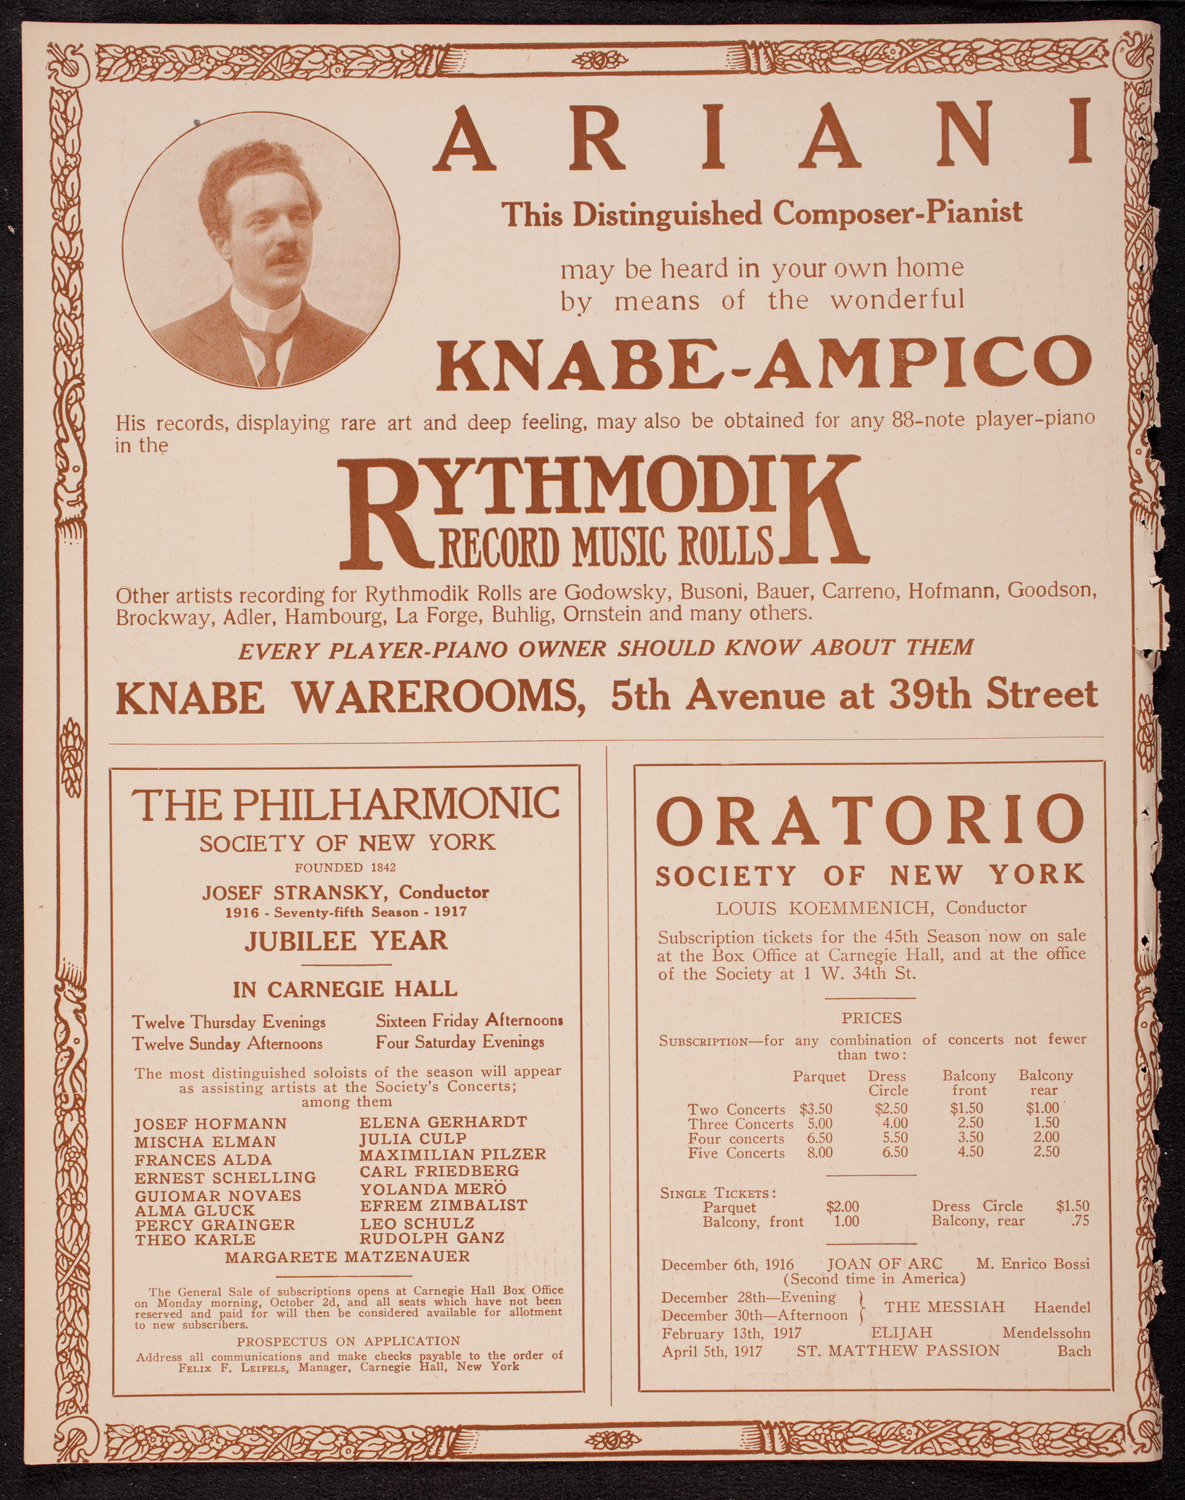 ARIANI
This Distinguished Composer-Pianist
may be heard in your own home
by means of the wonderful
KNABE-AMPICO
His records, displaying rare art and deep feeling, may also be obtained for any 88-note player-piano
in the
RYTHMODIK
RECORD MUSIC ROLLS
Other artists recording for Rythmodik Rolls are Godowsky, Busoni, Bauer, Carreno, Hofmann, Goodson,
Brockway, Adler, Hambourg, La Forge, Buhlig, Ornstein and many others.
EVERY PLAYER-PIANO OWNER SHOULD KNOW ABOUT THEM
KNABE WAREROOMS, 5th Avenue at 39th Street
THE PHILHARMONIC
SOCIETY OF NEW YORK
FOUNDED 1842
JOSEF STRANSKY, Conductor
1916 - Seventy-fifth Season - 1917
JUBILEE YEAR
IN CARNEGIE HALL
Twelve Thursday Evenings Sixteen Friday Afternoons
Twelve Sunday Afternoons Four Saturday Evenings
The most distinguished soloists of the season will appear
as assisting artists at the Society's Concerts;
among them
JOSEF HOFMANN ELENA GERHARDT
MISCHA ELMAN JULIA CULP
FRANCES ALDA MAXIMILIAN PILZER
ERNEST SCHELLING CARL FRIEDBERG
GUIOMAR NOVAES YOLANDA MERÖ
ALMA GLUCK EFREM ZIMBALIST
PERCY GRAINGER LEO SCHULZ
THEO KARLE RUDOLPH GANZ
MARGARETE MATZENAUER
The General Sale of subscriptions opens at Carnegie Hall Box Office
on Monday morning, October 2d, and all seats which have not been
reserved and paid for will then be considered available for allotment
to new subscribers.
PROSPECTUS ON APPLICATION
Address all communications and make checks payable to the order of
FELIX F. LEIFELS, Manager, Carnegie Hall, New York
ORATORIO
SOCIETY OF NEW YORK
LOUIS KOEMMENICH, Conductor
Subscription tickets for the 45th Season now on sale
at the Box Office at Carnegie Hall, and at the office
of the Society at 1 W. 34th St.
PRICES
SUBSCRIPTION—for any combination of concerts not fewer
than two:
Parquet Dress Balcony Balcony
Circle front rear
Two Concerts $3.50 $2.50 $1.50 $1.00
Three Concerts 5.00 4.00 2.50 1.50
Four concerts 6.50 5.50 3.50 2.00
Five Concerts 8.00 6.50 4.50 2.50
SINGLE TICKETS:
Parquet $2.00 Dress Circle $1.50
Balcony, front 1.00 Balcony, rear .75
December 6th, 1916 JOAN OF ARC M. Enrico Bossi
(Second time in America)
December 28th—Evening
December 30th—Afternoon } THE MESSIAH Haendel
February 13th, 1917 ELIJAH Mendelssohn
April 5th, 1917 ST. MATTHEW PASSION Bach